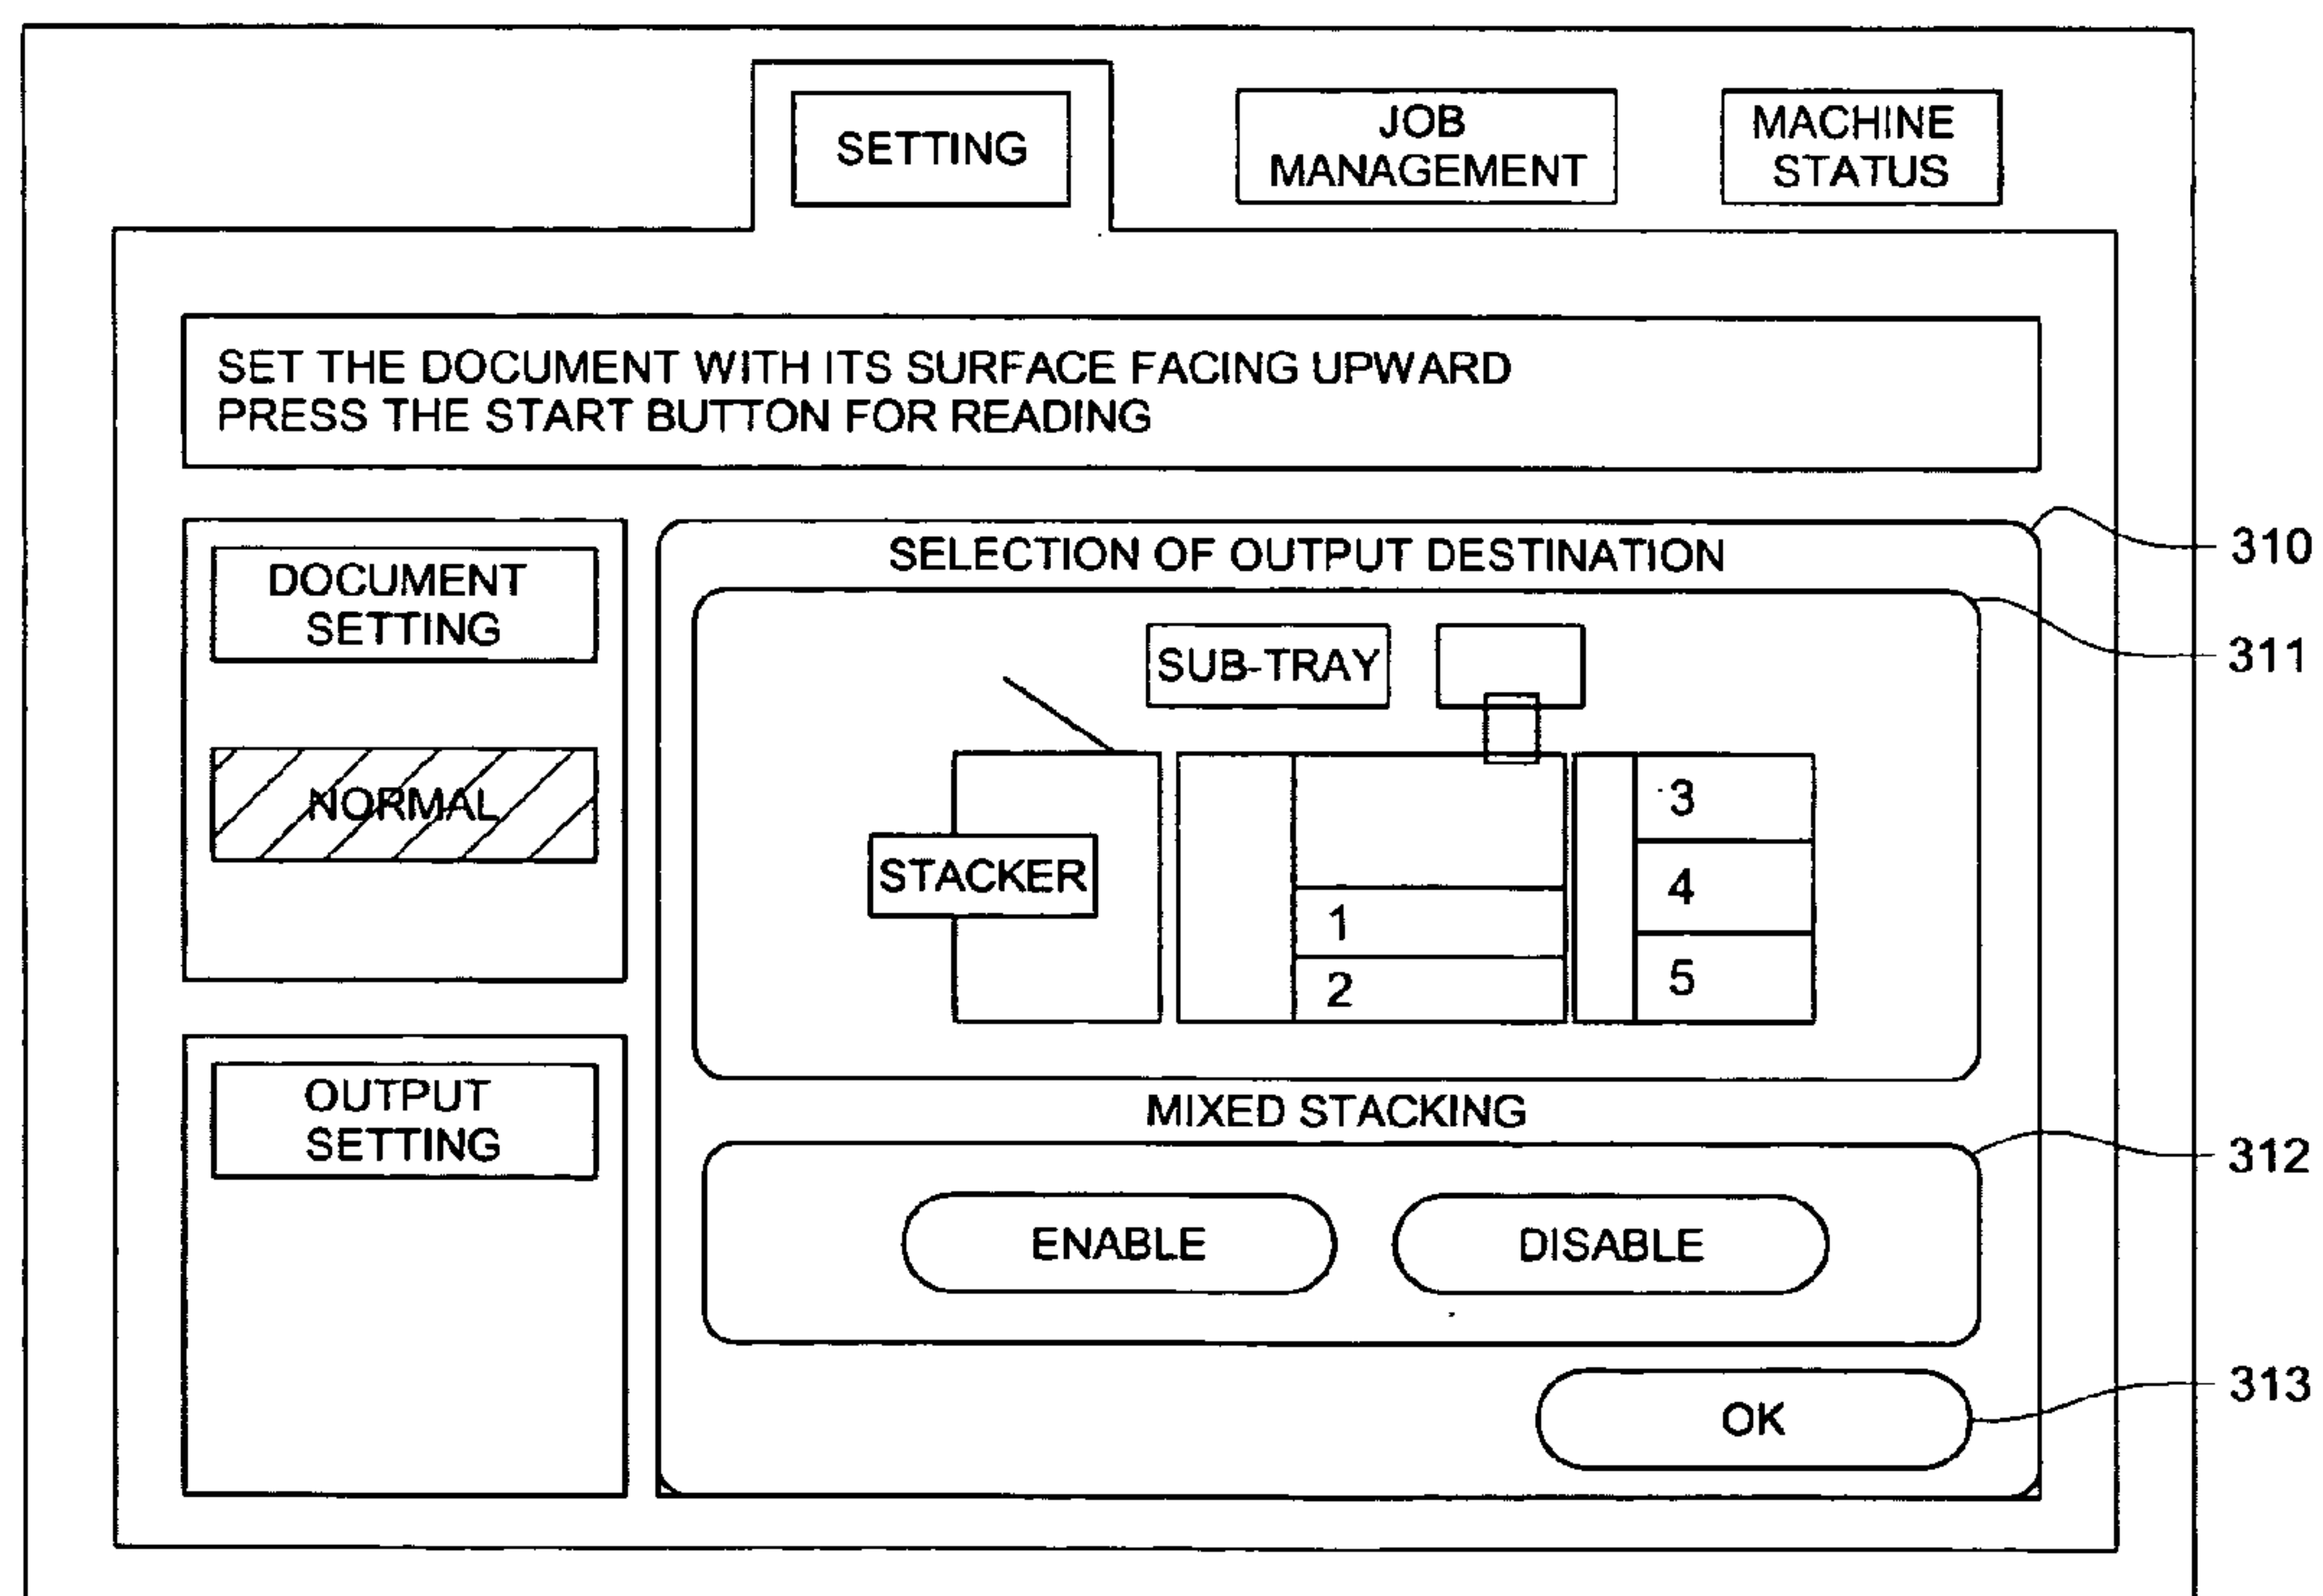 SETTING
JOB
MANAGEMENT
MACHINE
STATUS
SET THE DOCUMENT WITH ITS SURFACE FACING UPWARD
PRESS THE START BUTTON FOR READING
DOCUMENT
SETTING
NORMAL
OUTPUT
SETTING
SELECTION OF OUTPUT DESTINATION
310
311
SUB-TRAY
STACKER
1
2
3
4
5
MIXED STACKING
312
ENABLE
DISABLE
313
OK